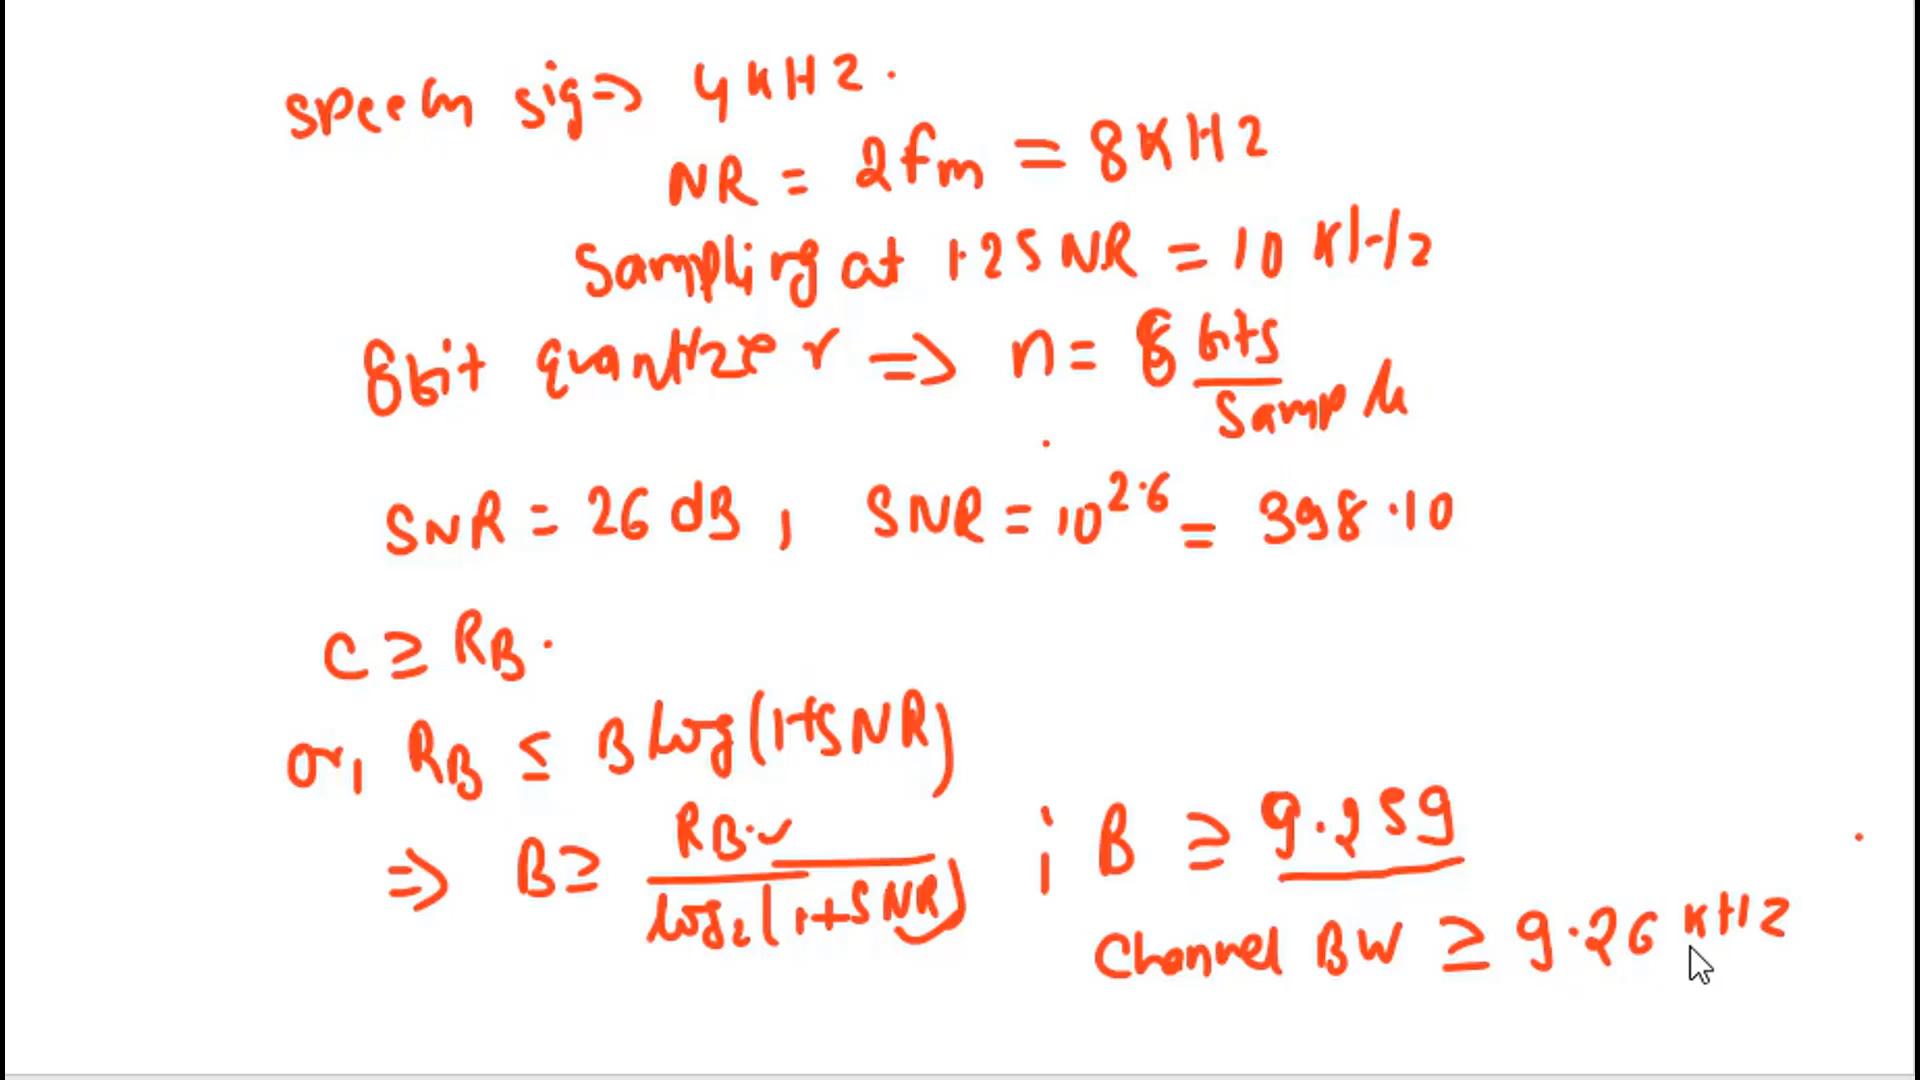 speech sig => 4 KHZ.
NR = 2fm = 8KHZ
Sampling at 1.25 NR = 10 KHz
8bit quantizer => n = 8 bits/Sample
SNR = 26 dB, SNR = 10^2.6 = 398.10
C ≥ RB.
or, RB ≤ B log(1+SNR)
=> B ≥ RB / log2(1+SNR) ; B ≥ 9.259
Channel BW ≥ 9.26 KHZ